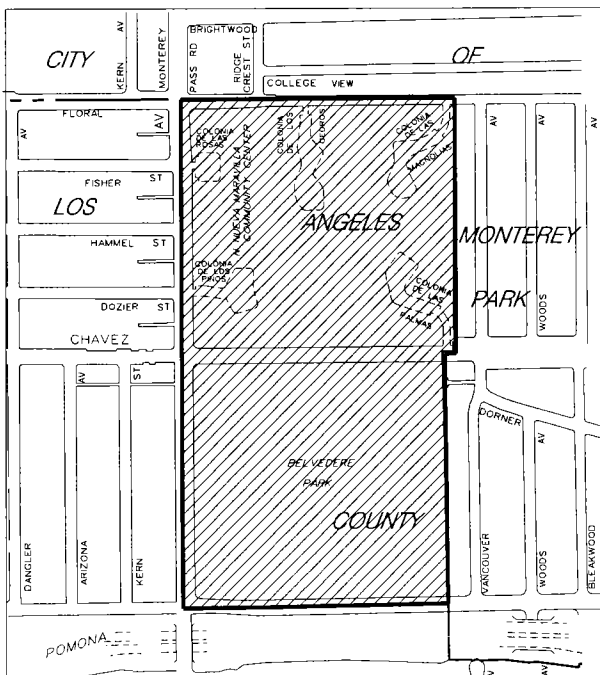 CITY
OF
KERN AV
MONTEREY
PASS RD
BRIGHTWOOD
RIDGE
CREST ST
COLLEGE VIEW
FLORAL
AV
AV
COLONIA
DE LAS
ROSAS
N. NUEVA MARAVILLA
COMMUNITY CENTER
COLONIA
DE LOS
CEDROS
COLONIA
DE LAS
MAGNOLIAS
AV
AV
AV
FISHER ST
LOS
ANGELES
MONTEREY
PARK
HAMMEL ST
COLONIA
DE LOS
PINOS
COLONIA
DE LAS
PALMAS
WOODS
DOZIER ST
CHAVEZ
AV
ST
DORNER
BELVEDERE
PARK
COUNTY
AV
DANGLER
ARIZONA
KERN
VANCOUVER
WOODS
BLEAKWOOD
POMONA
AV
AV